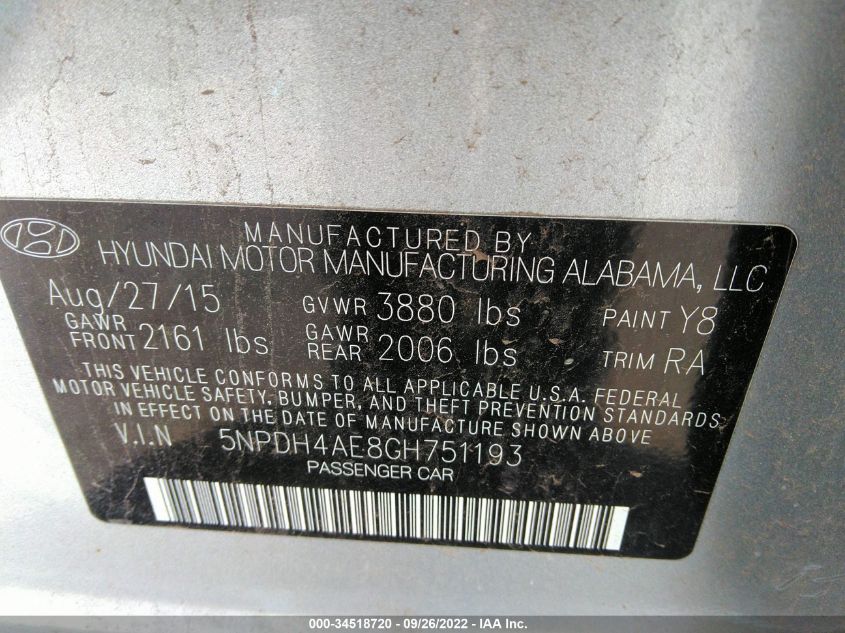 MANUFACTURED BY
HYUNDAI MOTOR MANUFACTURING ALABAMA, LLC
Aug/27/15 GVWR 3880 lbs PAINT Y8
GAWR FRONT 2161 lbs GAWR REAR 2006 lbs TRIM RA
THIS VEHICLE CONFORMS TO ALL APPLICABLE U.S.A. FEDERAL
MOTOR VEHICLE SAFETY, BUMPER, AND THEFT PREVENTION STANDARDS
IN EFFECT ON THE DATE OF MANUFACTURE SHOWN ABOVE
V.I.N 5NPDH4AE8GH751193
PASSENGER CAR
000-34518720 - 09/26/2022 - IAA Inc.